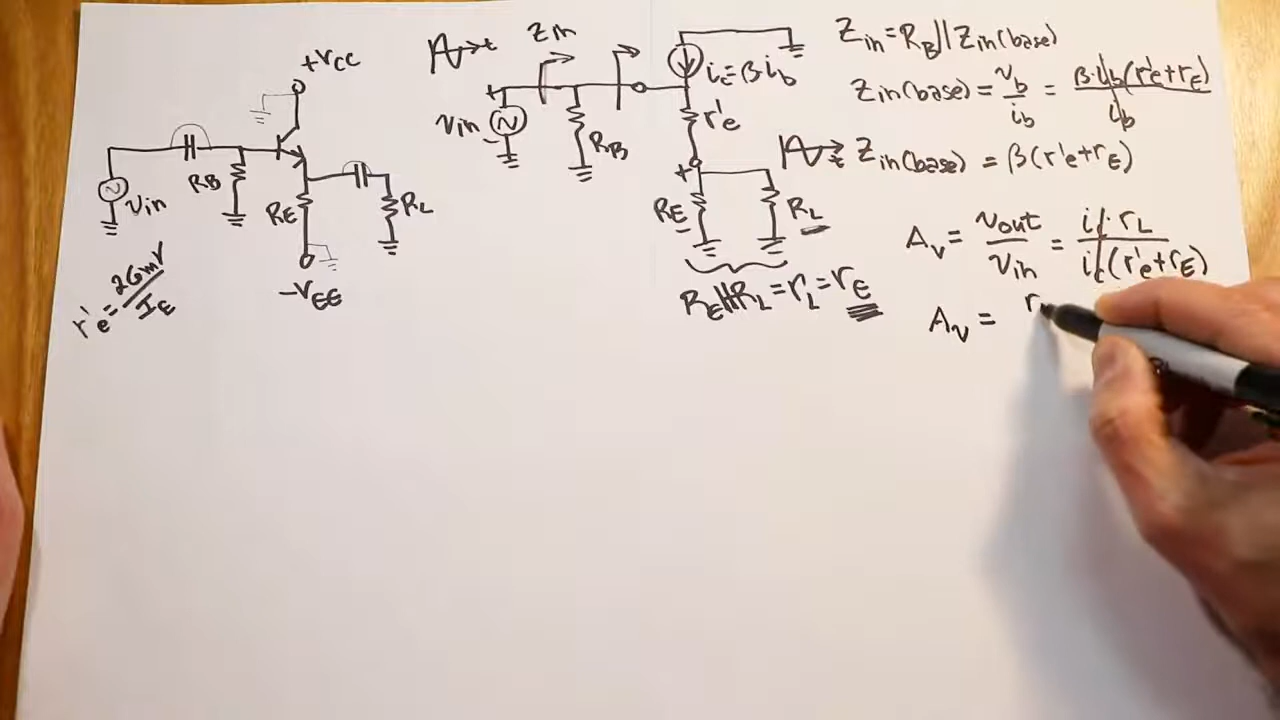 +VCC
Vin
RB
RE
RL
-VEE
r'e = 26mV / IE
Zin
Vin
RB
ic = βib
r'e
RE
RL
RE||RL = rL = rE
Zin = RB || Zin(base)
Zin(base) = vb / ib = β·ib(r'e+rE) / ib
Zin(base) = β(r'e+rE)
Av = vout / vin = ic·rL / ic(r'e+rE)
Av = r